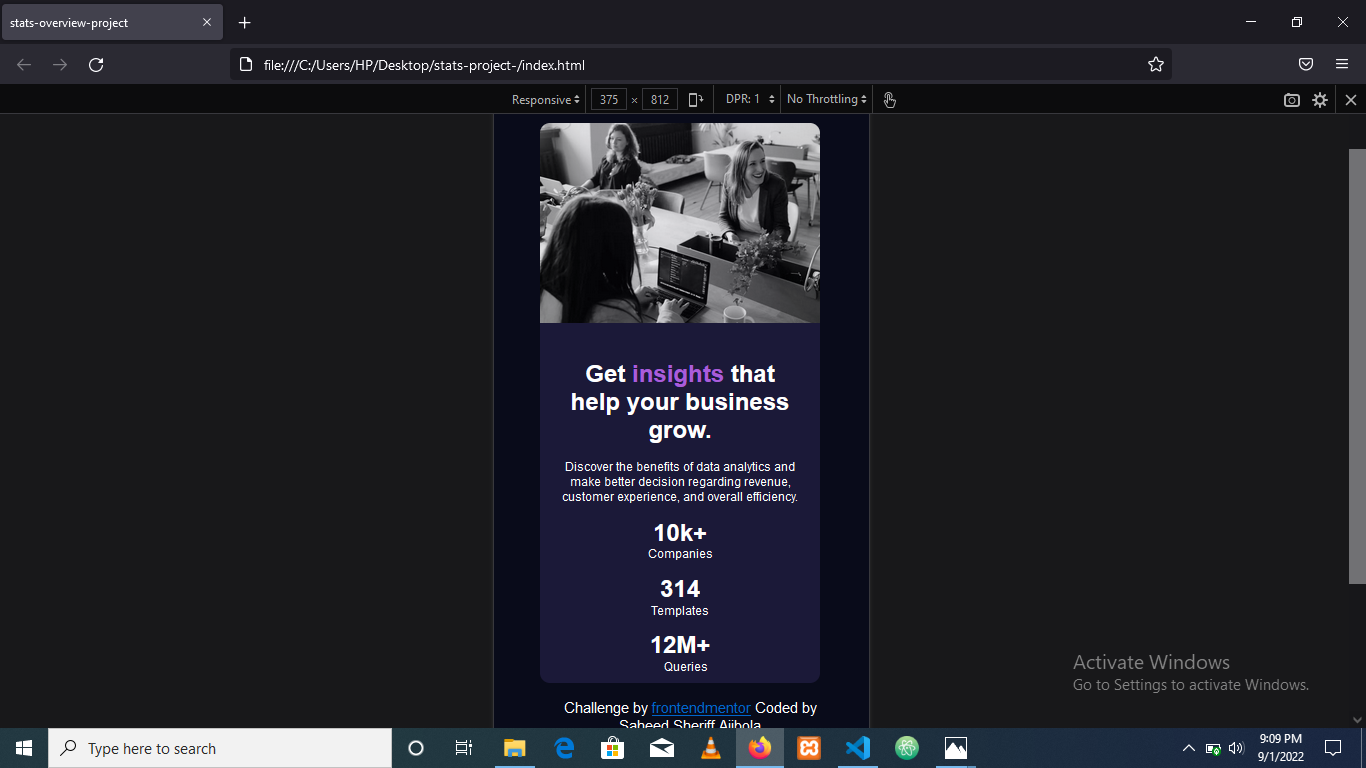 stats-overview-project
file:///C:/Users/HP/Desktop/stats-project-/index.html
Responsive 375 × 812 DPR: 1 No Throttling
Get insights that
help your business
grow.
Discover the benefits of data analytics and
make better decision regarding revenue,
customer experience, and overall efficiency.
10k+
Companies
314
Templates
12M+
Queries
Challenge by frontendmentor Coded by
Saheed Sheriff Ajibola
Activate Windows
Go to Settings to activate Windows.
Type here to search
9:09 PM
9/1/2022